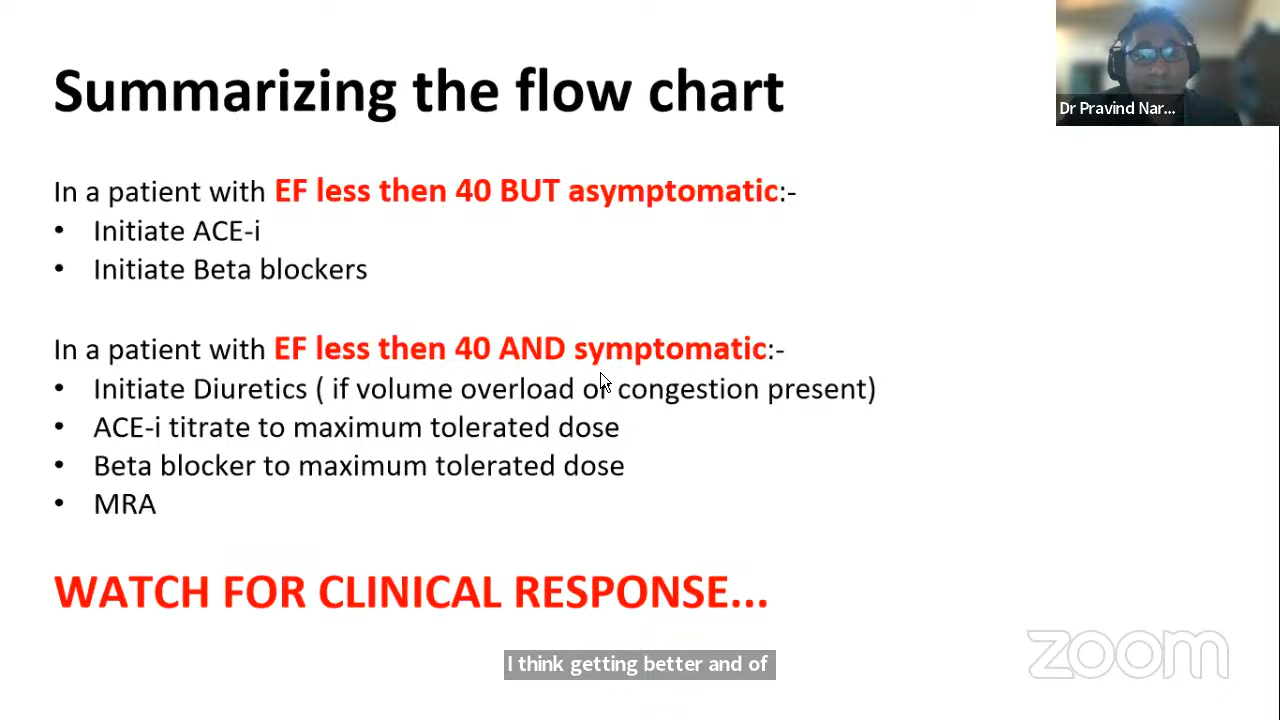 Summarizing the flow chart
Dr Pravind Nar...
In a patient with EF less then 40 BUT asymptomatic:-
• Initiate ACE-i
• Initiate Beta blockers
In a patient with EF less then 40 AND symptomatic:-
• Initiate Diuretics ( if volume overload or congestion present)
• ACE-i titrate to maximum tolerated dose
• Beta blocker to maximum tolerated dose
• MRA
WATCH FOR CLINICAL RESPONSE...
I think getting better and of
zoom